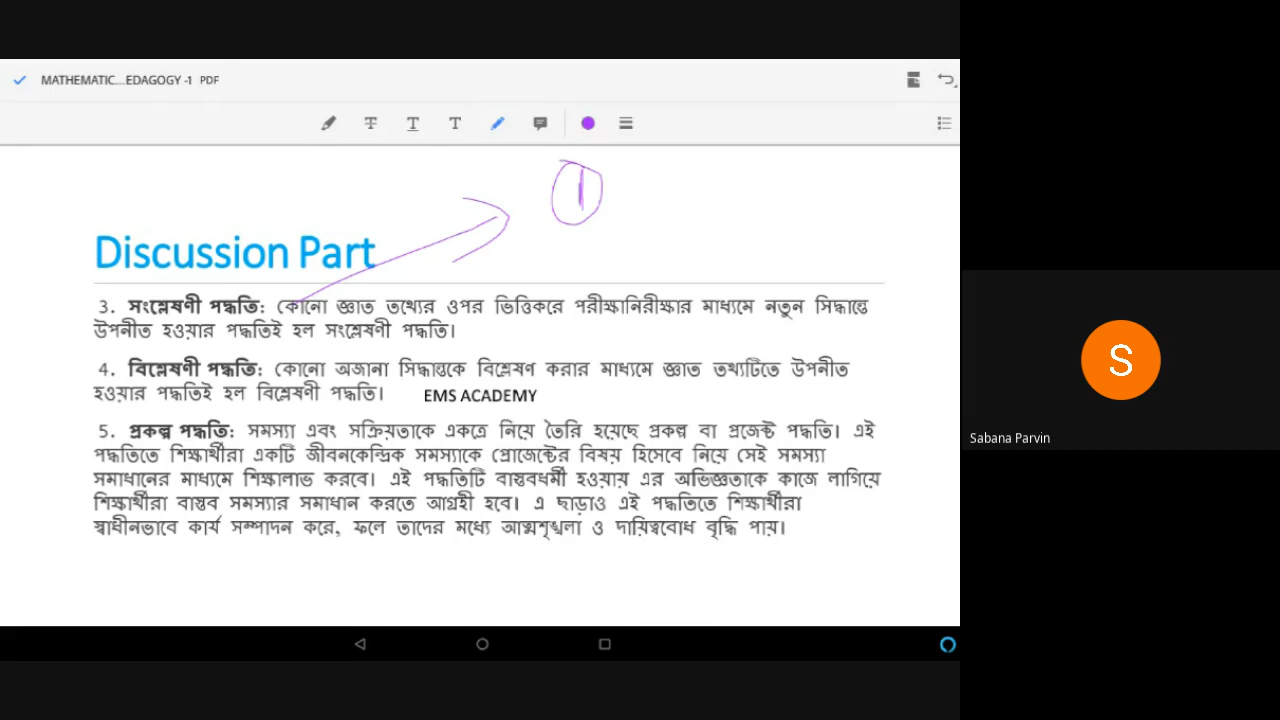 MATHEMATIC...EDAGOGY -1 PDF
1
Discussion Part
3. সংশ্লেষণী পদ্ধতি: কোনো জ্ঞাত তথ্যের ওপর ভিত্তিকরে পরীক্ষানিরীক্ষার মাধ্যমে নতুন সিদ্ধান্তে
উপনীত হওয়ার পদ্ধতিই হল সংশ্লেষণী পদ্ধতি।
4. বিশ্লেষণী পদ্ধতি: কোনো অজানা সিদ্ধান্তকে বিশ্লেষণ করার মাধ্যমে জ্ঞাত তথ্যটিতে উপনীত
হওয়ার পদ্ধতিই হল বিশ্লেষণী পদ্ধতি।
EMS ACADEMY
5. প্রকল্প পদ্ধতি: সমস্যা এবং সক্রিয়তাকে একত্রে নিয়ে তৈরি হয়েছে প্রকল্প বা প্রজেক্ট পদ্ধতি। এই
পদ্ধতিতে শিক্ষার্থীরা একটি জীবনকেন্দ্রিক সমস্যাকে প্রোজেক্টের বিষয় হিসেবে নিয়ে সেই সমস্যা
সমাধানের মাধ্যমে শিক্ষালাভ করবে। এই পদ্ধতিটি বাস্তবধর্মী হওয়ায় এর অভিজ্ঞতাকে কাজে লাগিয়ে
শিক্ষার্থীরা বাস্তব সমস্যার সমাধান করতে আগ্রহী হবে। এ ছাড়াও এই পদ্ধতিতে শিক্ষার্থীরা
স্বাধীনভাবে কার্য সম্পাদন করে, ফলে তাদের মধ্যে আত্মশৃঙ্খলা ও দায়িত্ববোধ বৃদ্ধি পায়।
S
Sabana Parvin